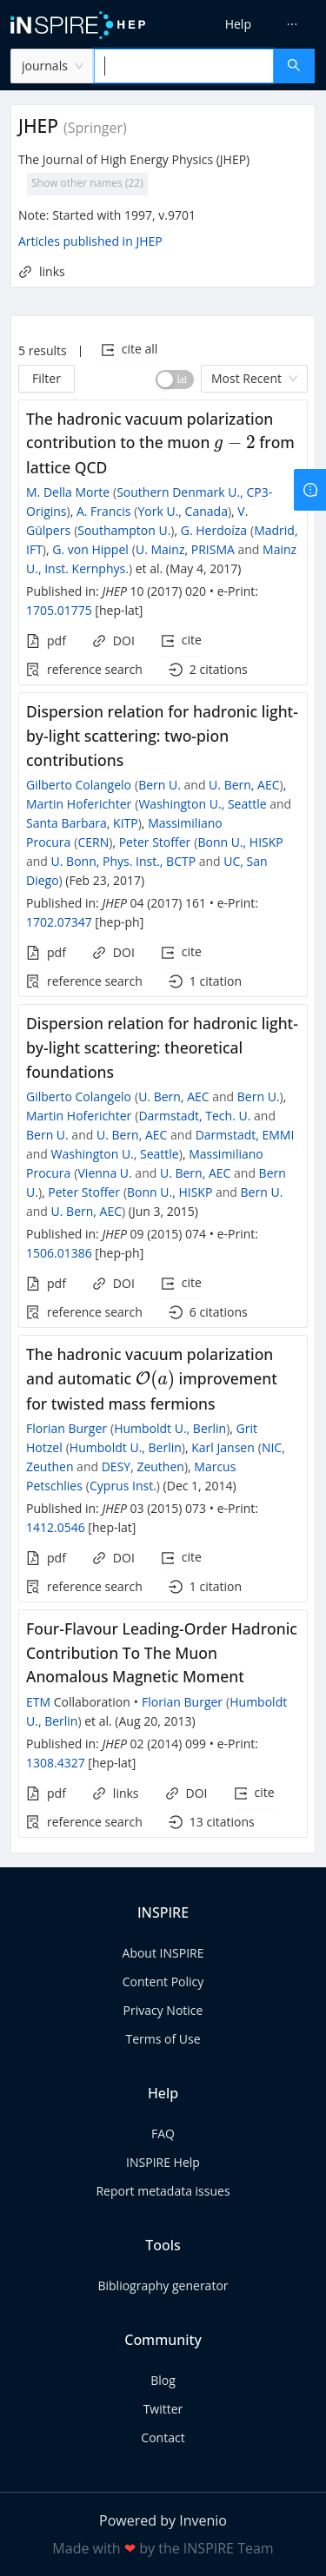 iNSPIRE HEP
Help ...
journals
JHEP (Springer)
The Journal of High Energy Physics (JHEP)
Show other names (22)
Note: Started with 1997, v.9701
Articles published in JHEP
links
5 results | cite all
Filter Most Recent
The hadronic vacuum polarization
contribution to the muon g − 2 from
lattice QCD
M. Della Morte (Southern Denmark U., CP3-
Origins), A. Francis (York U., Canada), V.
Gülpers (Southampton U.), G. Herdoíza (Madrid,
IFT), G. von Hippel (U. Mainz, PRISMA and Mainz
U., Inst. Kernphys.) et al. (May 4, 2017)
Published in: JHEP 10 (2017) 020 • e-Print:
1705.01775 [hep-lat]
pdf DOI cite
reference search 2 citations
Dispersion relation for hadronic light-
by-light scattering: two-pion
contributions
Gilberto Colangelo (Bern U. and U. Bern, AEC),
Martin Hoferichter (Washington U., Seattle and
Santa Barbara, KITP), Massimiliano
Procura (CERN), Peter Stoffer (Bonn U., HISKP
and U. Bonn, Phys. Inst., BCTP and UC, San
Diego) (Feb 23, 2017)
Published in: JHEP 04 (2017) 161 • e-Print:
1702.07347 [hep-ph]
pdf DOI cite
reference search 1 citation
Dispersion relation for hadronic light-
by-light scattering: theoretical
foundations
Gilberto Colangelo (U. Bern, AEC and Bern U.),
Martin Hoferichter (Darmstadt, Tech. U. and
Bern U. and U. Bern, AEC and Darmstadt, EMMI
and Washington U., Seattle), Massimiliano
Procura (Vienna U. and U. Bern, AEC and Bern
U.), Peter Stoffer (Bonn U., HISKP and Bern U.
and U. Bern, AEC) (Jun 3, 2015)
Published in: JHEP 09 (2015) 074 • e-Print:
1506.01386 [hep-ph]
pdf DOI cite
reference search 6 citations
The hadronic vacuum polarization
and automatic 𝒪(a) improvement
for twisted mass fermions
Florian Burger (Humboldt U., Berlin), Grit
Hotzel (Humboldt U., Berlin), Karl Jansen (NIC,
Zeuthen and DESY, Zeuthen), Marcus
Petschlies (Cyprus Inst.) (Dec 1, 2014)
Published in: JHEP 03 (2015) 073 • e-Print:
1412.0546 [hep-lat]
pdf DOI cite
reference search 1 citation
Four-Flavour Leading-Order Hadronic
Contribution To The Muon
Anomalous Magnetic Moment
ETM Collaboration • Florian Burger (Humboldt
U., Berlin) et al. (Aug 20, 2013)
Published in: JHEP 02 (2014) 099 • e-Print:
1308.4327 [hep-lat]
pdf links DOI cite
reference search 13 citations
INSPIRE
About INSPIRE
Content Policy
Privacy Notice
Terms of Use
Help
FAQ
INSPIRE Help
Report metadata issues
Tools
Bibliography generator
Community
Blog
Twitter
Contact
Powered by Invenio
Made with ❤ by the INSPIRE Team